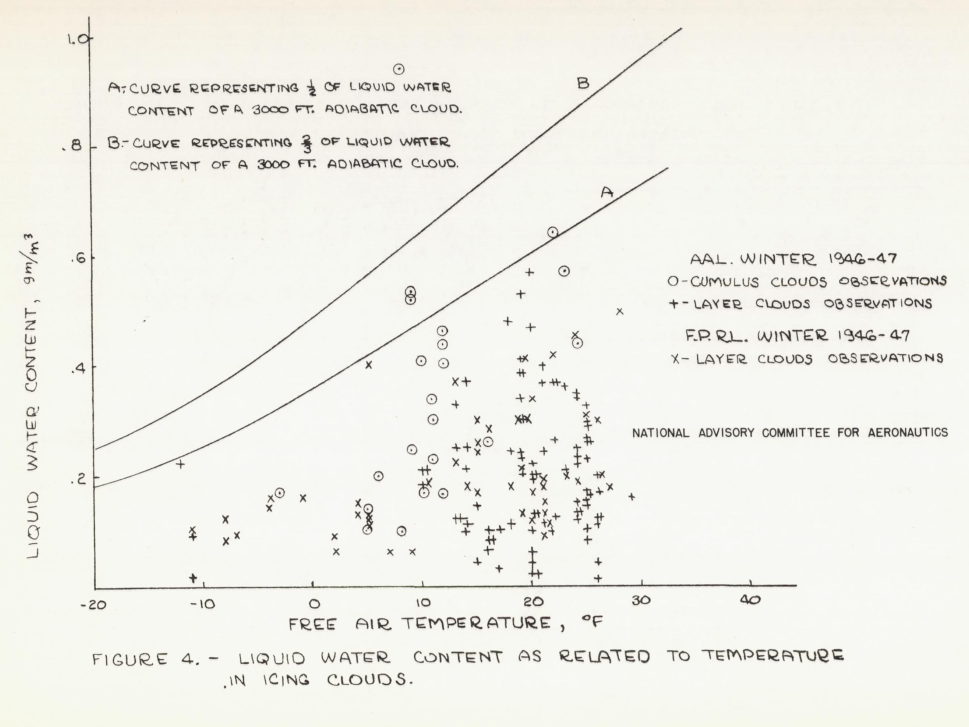 1.0
A:-CURVE REPRESENTING ½ OF LIQUID WATER
CONTENT OF A 3000 FT. ADIABATIC CLOUD.
B:-CURVE REPRESENTING ⅔ OF LIQUID WATER
CONTENT OF A 3000 FT. ADIABATIC CLOUD.
B
A
.8
.6
.4
.2
LIQUID WATER CONTENT, gm/m³
AAL. WINTER 1946-47
O-CUMULUS CLOUDS OBSERVATIONS
+-LAYER CLOUDS OBSERVATIONS
F.P.R.L. WINTER 1946-47
X-LAYER CLOUDS OBSERVATIONS
NATIONAL ADVISORY COMMITTEE FOR AERONAUTICS
-20 -10 0 10 20 30 40
FREE AIR TEMPERATURE, °F
FIGURE 4.- LIQUID WATER CONTENT AS RELATED TO TEMPERATURE
IN ICING CLOUDS.